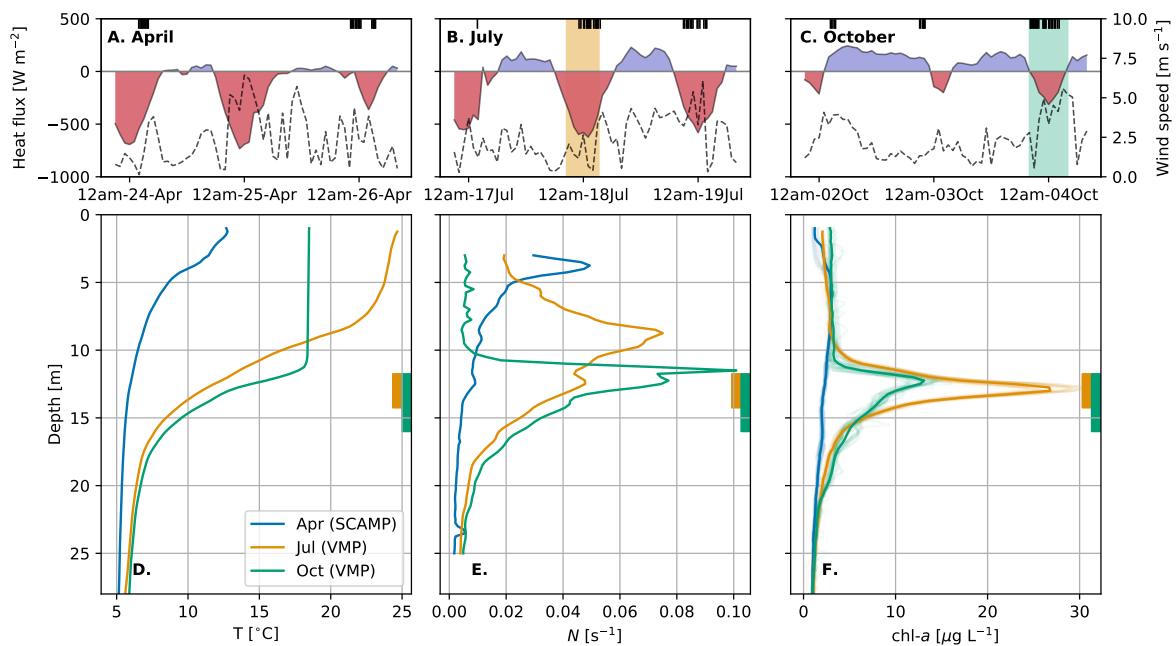 A. April
B. July
C. October
500
0
−500
−1000
Heat flux [W m−2]
10.0
7.5
5.0
2.5
0.0
Wind speed [m s−1]
12am-24-Apr
12am-25-Apr
12am-26-Apr
12am-17Jul
12am-18Jul
12am-19Jul
12am-02Oct
12am-03Oct
12am-04Oct
0
5
10
15
20
25
Depth [m]
Apr (SCAMP)
Jul (VMP)
Oct (VMP)
D.
E.
F.
5
10
15
20
25
T [°C]
0.00
0.02
0.04
0.06
0.08
0.10
N [s−1]
0
10
20
30
chl-a [μg L−1]